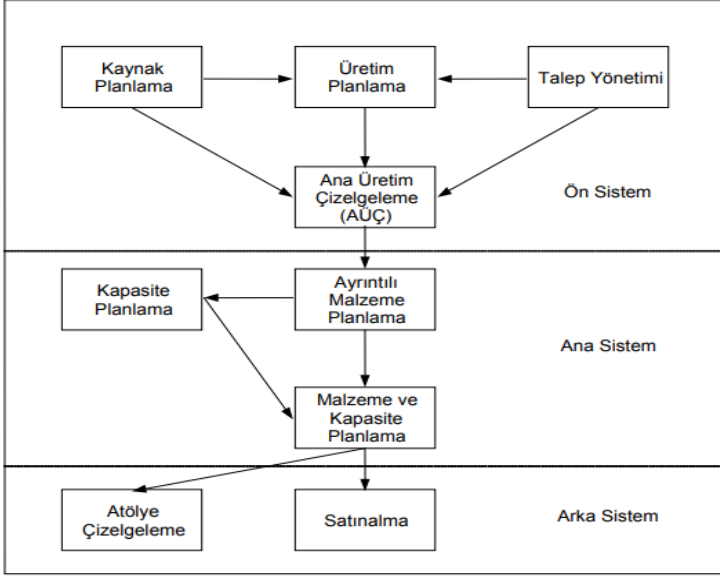 Kaynak
Planlama
Üretim
Planlama
Talep Yönetimi
Ana Üretim
Çizelgeleme
(AÜÇ)
Ön Sistem
Kapasite
Planlama
Ayrıntılı
Malzeme
Planlama
Ana Sistem
Malzeme ve
Kapasite
Planlama
Atölye
Çizelgeleme
Satınalma
Arka Sistem